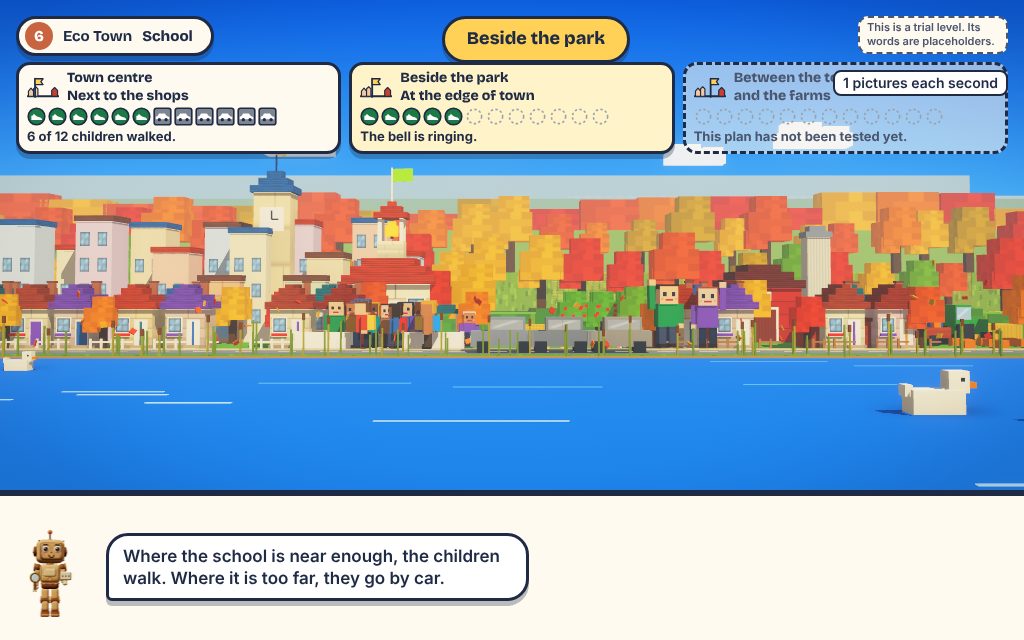 6 Eco Town School
Beside the park
This is a trial level. Its
words are placeholders.
Town centre
Next to the shops
6 of 12 children walked.
Beside the park
At the edge of town
The bell is ringing.
Between the
and the farms
This plan has not been tested yet.
1 pictures each second
Where the school is near enough, the children
walk. Where it is too far, they go by car.